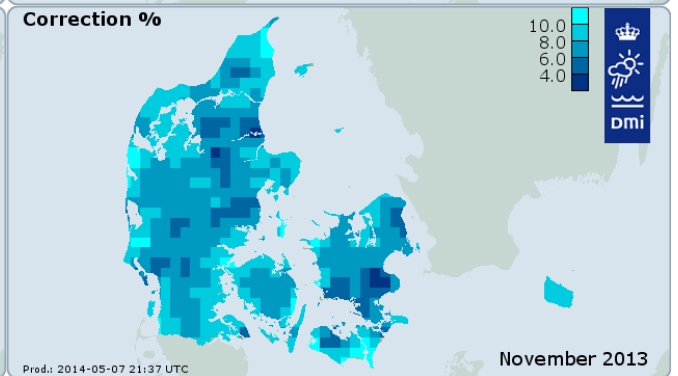 Correction %
10.0
8.0
6.0
4.0
DMi
November 2013
Prod.: 2014-05-07 21:37 UTC